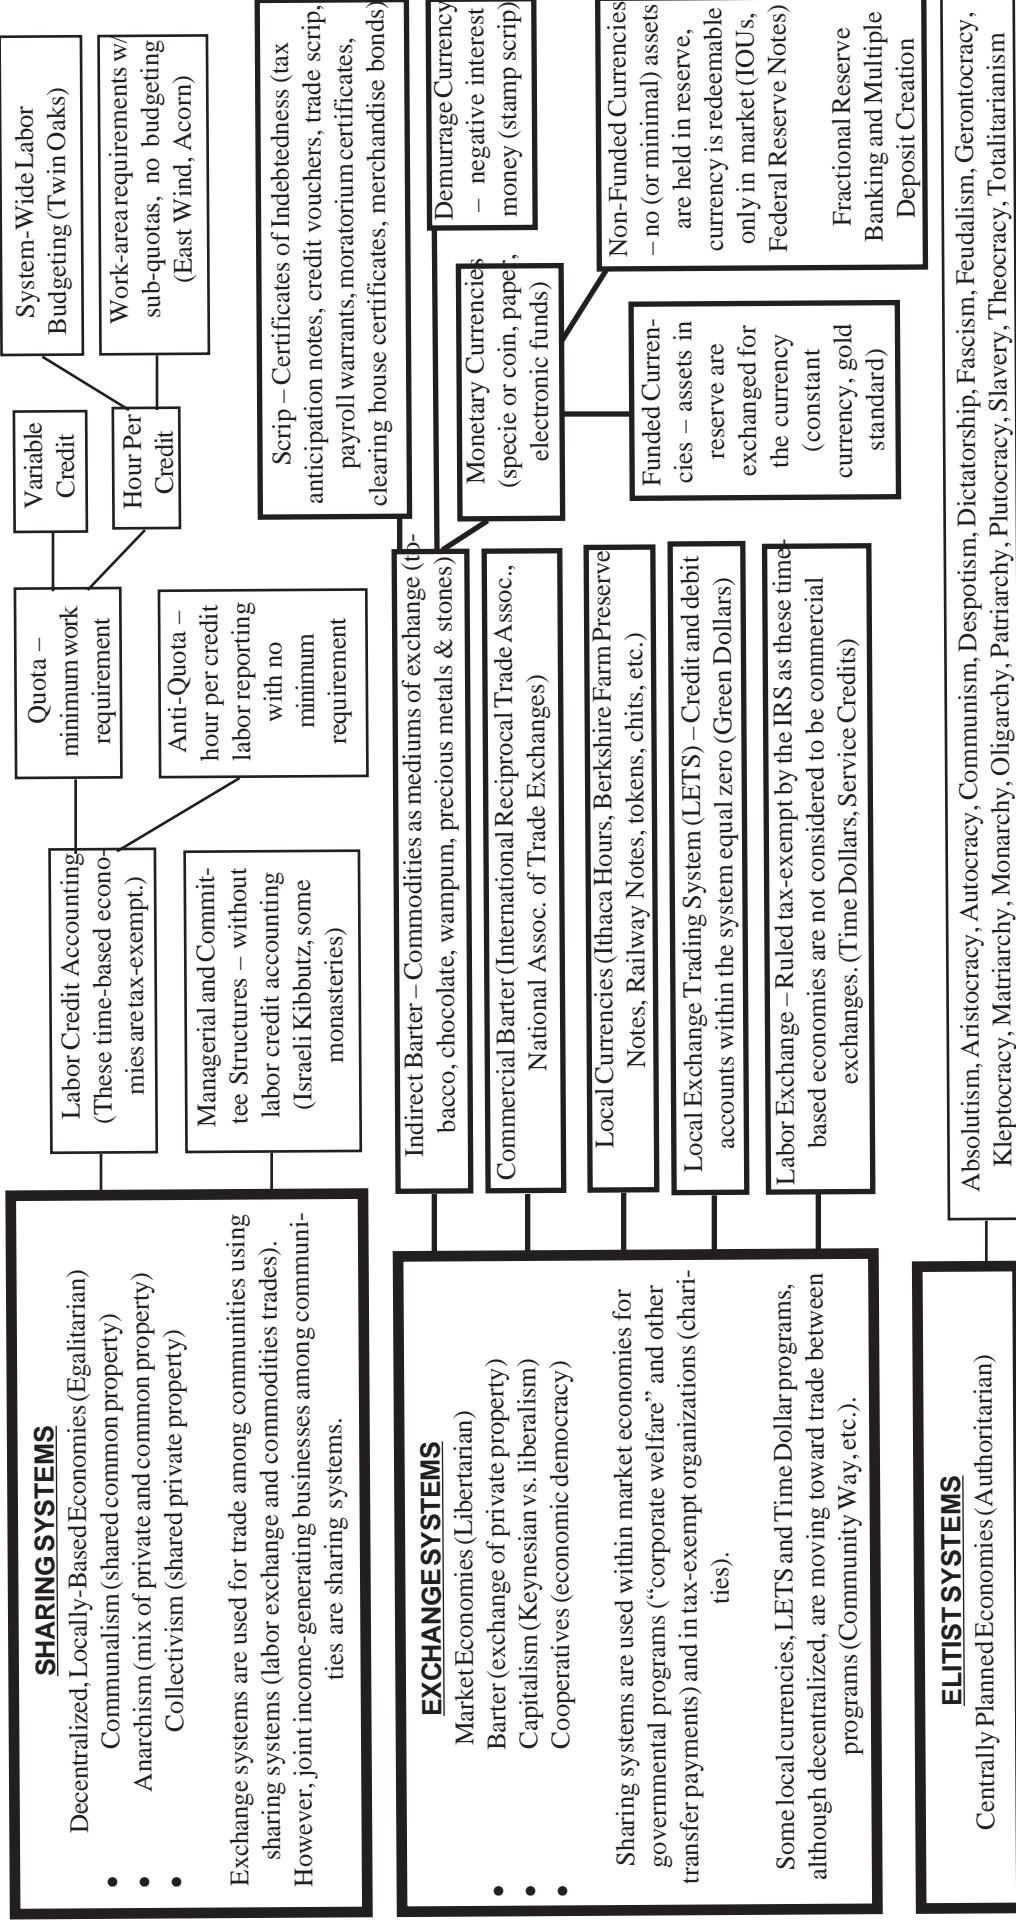 SHARING SYSTEMS
Decentralized, Locally-Based Economies (Egalitarian)
• Communalism (shared common property)
• Anarchism (mix of private and common property)
• Collectivism (shared private property)
Exchange systems are used for trade among communities using
sharing systems (labor exchange and commodities trades).
However, joint income-generating businesses among communi-
ties are sharing systems.
Labor Credit Accounting
(These time-based econo-
mies are tax-exempt.)
Managerial and Commit-
tee Structures – without
labor credit accounting
(Israeli Kibbutz, some
monasteries)
Quota –
minimum work
requirement
Anti-Quota –
hour per credit
labor reporting
with no
minimum
requirement
Variable
Credit
Hour Per
Credit
System-Wide Labor
Budgeting (Twin Oaks)
Work-area requirements w/
sub-quotas, no budgeting
(East Wind, Acorn)
EXCHANGE SYSTEMS
Market Economies (Libertarian)
• Barter (exchange of private property)
• Capitalism (Keynesian vs. liberalism)
• Cooperatives (economic democracy)
Sharing systems are used within market economies for
governmental programs (“corporate welfare” and other
transfer payments) and in tax-exempt organizations (chari-
ties).
Some local currencies, LETS and Time Dollar programs,
although decentralized, are moving toward trade between
programs (Community Way, etc.).
Indirect Barter – Commodities as mediums of exchange (to-
bacco, chocolate, wampum, precious metals & stones)
Commercial Barter (International Reciprocal Trade Assoc.,
National Assoc. of Trade Exchanges)
Local Currencies (Ithaca Hours, Berkshire Farm Preserve
Notes, Railway Notes, tokens, chits, etc.)
Local Exchange Trading System (LETS) – Credit and debit
accounts within the system equal zero (Green Dollars)
Labor Exchange – Ruled tax-exempt by the IRS as these time-
based economies are not considered to be commercial
exchanges. (Time Dollars, Service Credits)
Scrip – Certificates of Indebtedness (tax
anticipation notes, credit vouchers, trade scrip,
payroll warrants, moratorium certificates,
clearing house certificates, merchandise bonds)
Monetary Currencies
(specie or coin, paper,
electronic funds)
Demurrage Currency
– negative interest
money (stamp scrip)
Funded Curren-
cies – assets in
reserve are
exchanged for
the currency
(constant
currency, gold
standard)
Non-Funded Currencies
– no (or minimal) assets
are held in reserve,
currency is redeemable
only in market (IOUs,
Federal Reserve Notes)
Fractional Reserve
Banking and Multiple
Deposit Creation
ELITIST SYSTEMS
Centrally Planned Economies (Authoritarian)
Absolutism, Aristocracy, Autocracy, Communism, Despotism, Dictatorship, Fascism, Feudalism, Gerontocracy,
Kleptocracy, Matriarchy, Monarchy, Oligarchy, Patriarchy, Plutocracy, Slavery, Theocracy, Totalitarianism